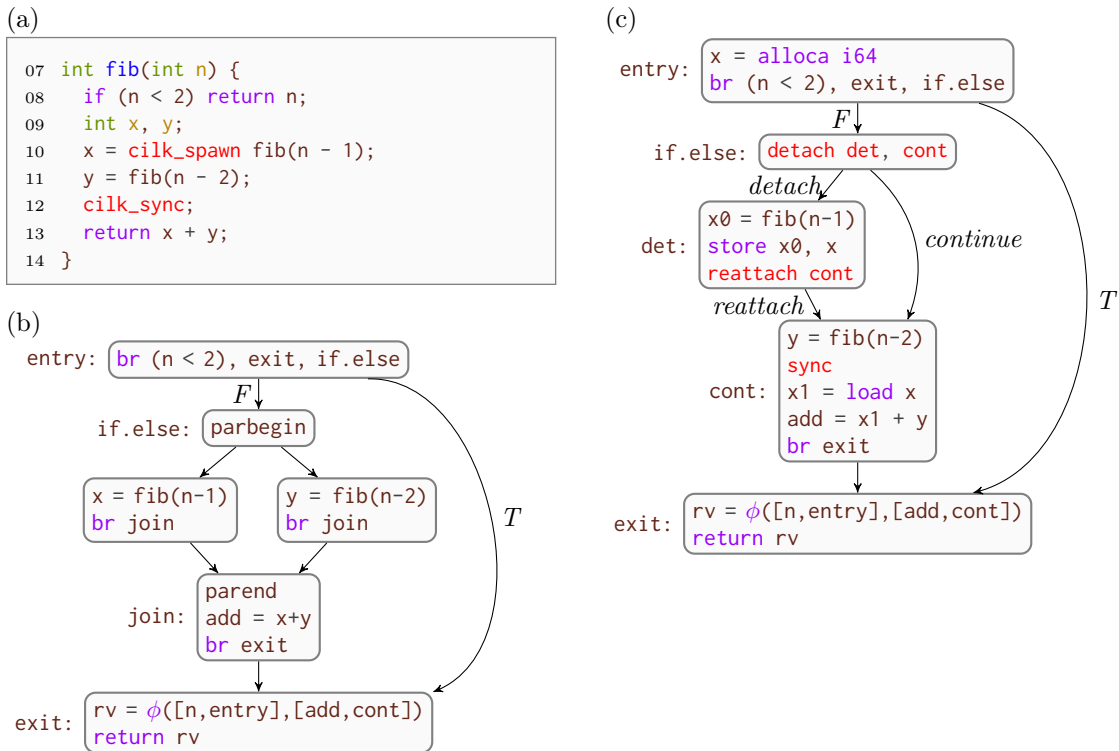 (a)
07 int fib(int n) {
08 if (n < 2) return n;
09 int x, y;
10 x = cilk_spawn fib(n - 1);
11 y = fib(n - 2);
12 cilk_sync;
13 return x + y;
14 }
(b)
entry: br (n < 2), exit, if.else
F
if.else: parbegin
x = fib(n-1)
br join
y = fib(n-2)
br join
T
join:
parend
add = x+y
br exit
exit:
rv = ϕ([n,entry],[add,cont])
return rv
(c)
entry:
x = alloca i64
br (n < 2), exit, if.else
F
if.else: detach det, cont
detach
det:
x0 = fib(n-1)
store x0, x
reattach cont
continue
reattach
T
cont:
y = fib(n-2)
sync
x1 = load x
add = x1 + y
br exit
exit:
rv = ϕ([n,entry],[add,cont])
return rv